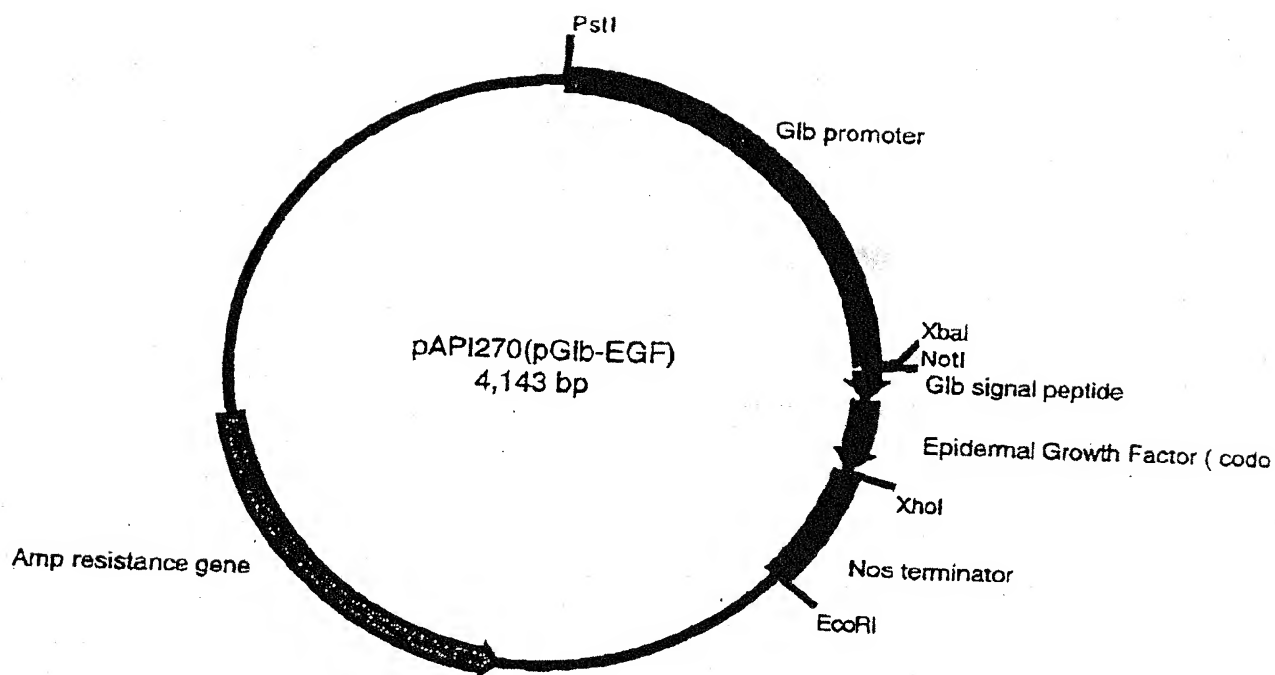 PstI
Glb promoter
XbaI
NotI
Glb signal peptide
pAPI270(pGlb-EGF)
4,143 bp
Epidermal Growth Factor ( codo
XhoI
Amp resistance gene
Nos terminator
EcoRI